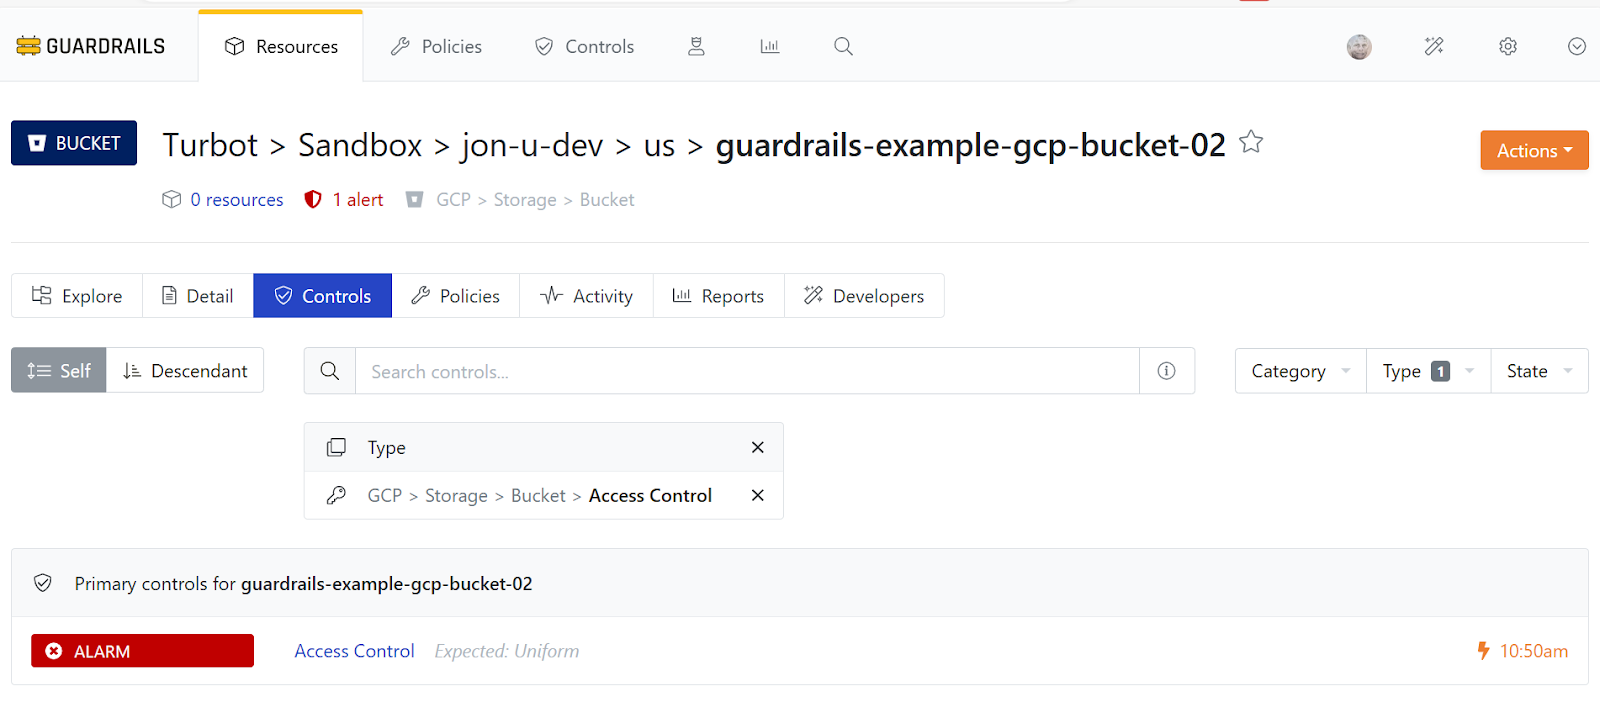 GUARDRAILS Resources Policies Controls
BUCKET Turbot > Sandbox > jon-u-dev > us > guardrails-example-gcp-bucket-02 Actions
0 resources 1 alert GCP > Storage > Bucket
Explore Detail Controls Policies Activity Reports Developers
Self Descendant Search controls... Category Type 1 State
Type
GCP > Storage > Bucket > Access Control
Primary controls for guardrails-example-gcp-bucket-02
ALARM Access Control Expected: Uniform 10:50am